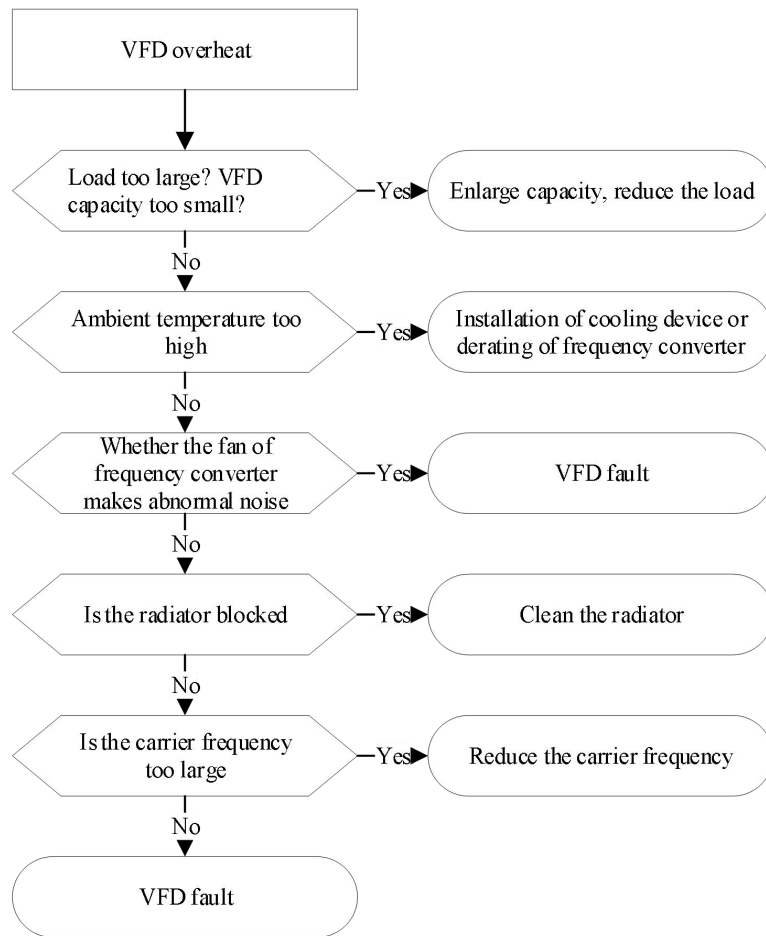 VFD overheat
Load too large? VFD
capacity too small?
Yes
Enlarge capacity, reduce the load
No
Ambient temperature too
high
Yes
Installation of cooling device or
derating of frequency converter
No
Whether the fan of
frequency converter
makes abnormal noise
Yes
VFD fault
No
Is the radiator blocked
Yes
Clean the radiator
No
Is the carrier frequency
too large
Yes
Reduce the carrier frequency
No
VFD fault